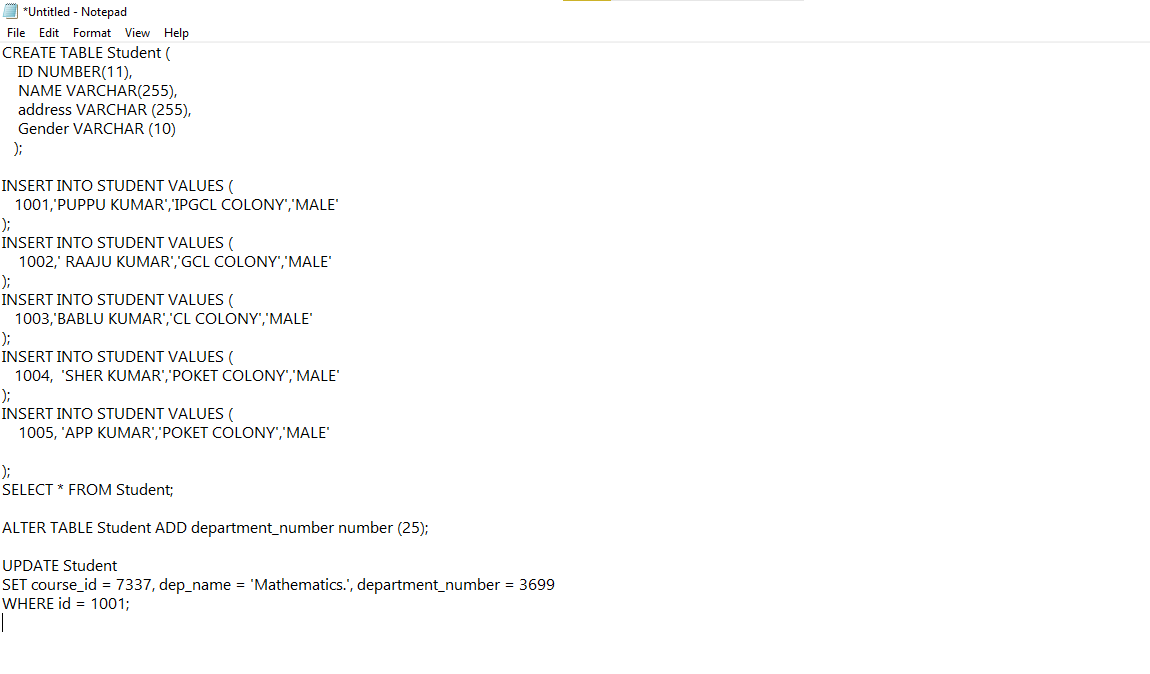 *Untitled - Notepad
File Edit Format View Help
CREATE TABLE Student (
ID NUMBER(11),
NAME VARCHAR(255),
address VARCHAR (255),
Gender VARCHAR (10)
);
INSERT INTO STUDENT VALUES (
1001,'PUPPU KUMAR','IPGCL COLONY','MALE'
);
INSERT INTO STUDENT VALUES (
1002,' RAAJU KUMAR','GCL COLONY','MALE'
);
INSERT INTO STUDENT VALUES (
1003,'BABLU KUMAR','CL COLONY','MALE'
);
INSERT INTO STUDENT VALUES (
1004,  'SHER KUMAR','POKET COLONY','MALE'
);
INSERT INTO STUDENT VALUES (
1005, 'APP KUMAR','POKET COLONY','MALE'
);
SELECT * FROM Student;
ALTER TABLE Student ADD department_number number (25);
UPDATE Student
SET course_id = 7337, dep_name = 'Mathematics.', department_number = 3699
WHERE id = 1001;